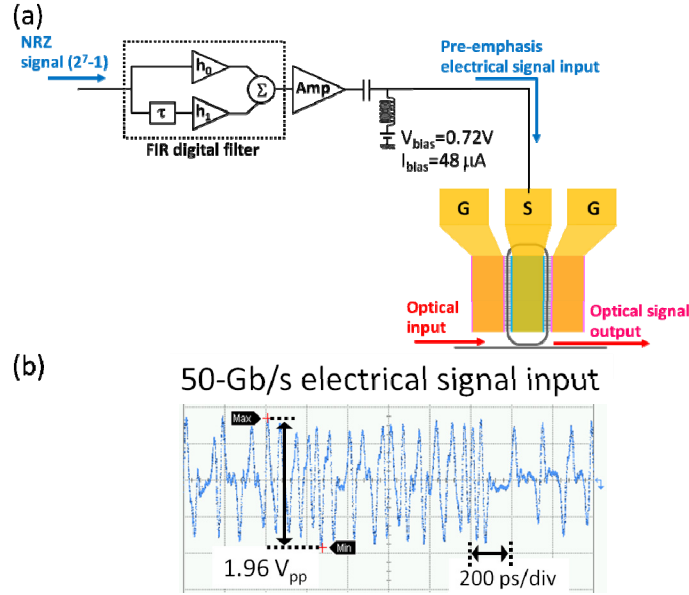 (a)
NRZ
signal (2⁷-1)
Pre-emphasis
electrical signal input
h₀
Σ
Amp
τ
h₁
FIR digital filter
V_bias=0.72V
I_bias=48 μA
G
S
G
Optical
input
Optical signal
output
(b)
50-Gb/s electrical signal input
Max
Min
1.96 Vpp
200 ps/div